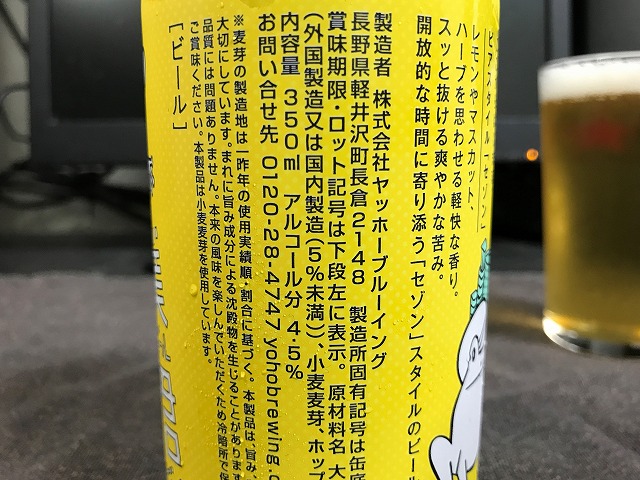 ビアスタイル「セゾン」
レモンやマスカット、
ハーブを思わせる軽快な香り。
スッと抜ける爽やかな苦み。
開放的な時間に寄り添う「セゾン」スタイルのビール
製造者 株式会社ヤッホーブルーイング
長野県軽井沢町長倉2148 製造所固有記号は缶底
賞味期限・ロット記号は下段左に表示。原材料名 大
(外国製造又は国内製造(5%未満))、小麦麦芽、ホップ
内容量 350ml アルコール分 4.5%
お問い合せ先 0120-28-4747 yohobrewing.c
※麦芽の製造地は一昨年の使用実績順・割合に基づく。本製品は、旨み、
大切にしています。まれに旨み成分による沈殿物を生じることがあります
品質には問題ありません。本来の風味を楽しんでいただくため冷暗所で保
ご賞味ください。本製品は小麦麦芽を使用しています。
[ビール]